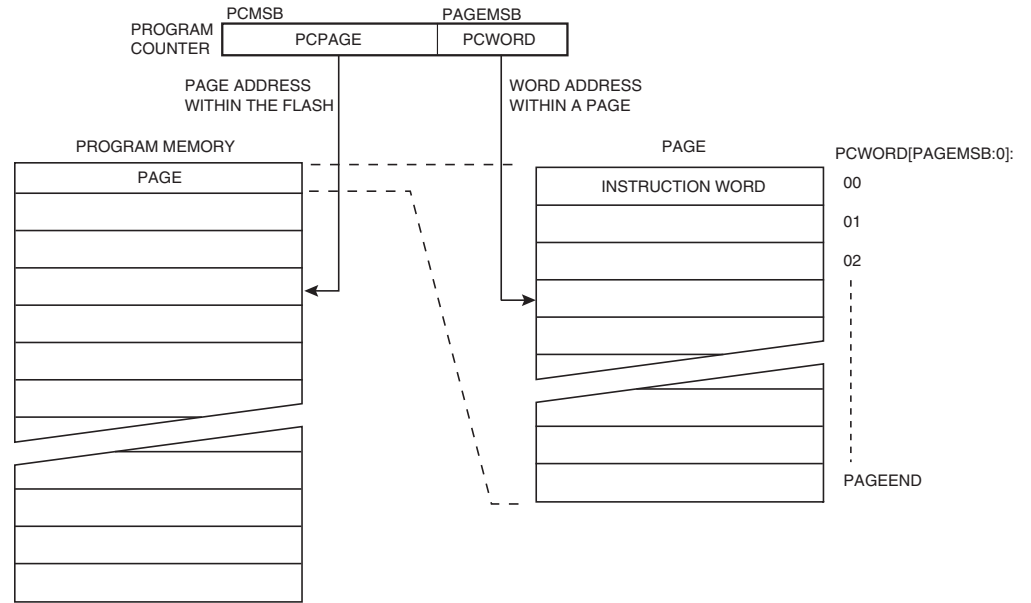 PCMSB PAGEMSB
PROGRAM
COUNTER
PCPAGE PCWORD
PAGE ADDRESS
WITHIN THE FLASH
WORD ADDRESS
WITHIN A PAGE
PROGRAM MEMORY
PAGE
PAGE
PCWORD[PAGEMSB:0]:
INSTRUCTION WORD
00
01
02
PAGEEND